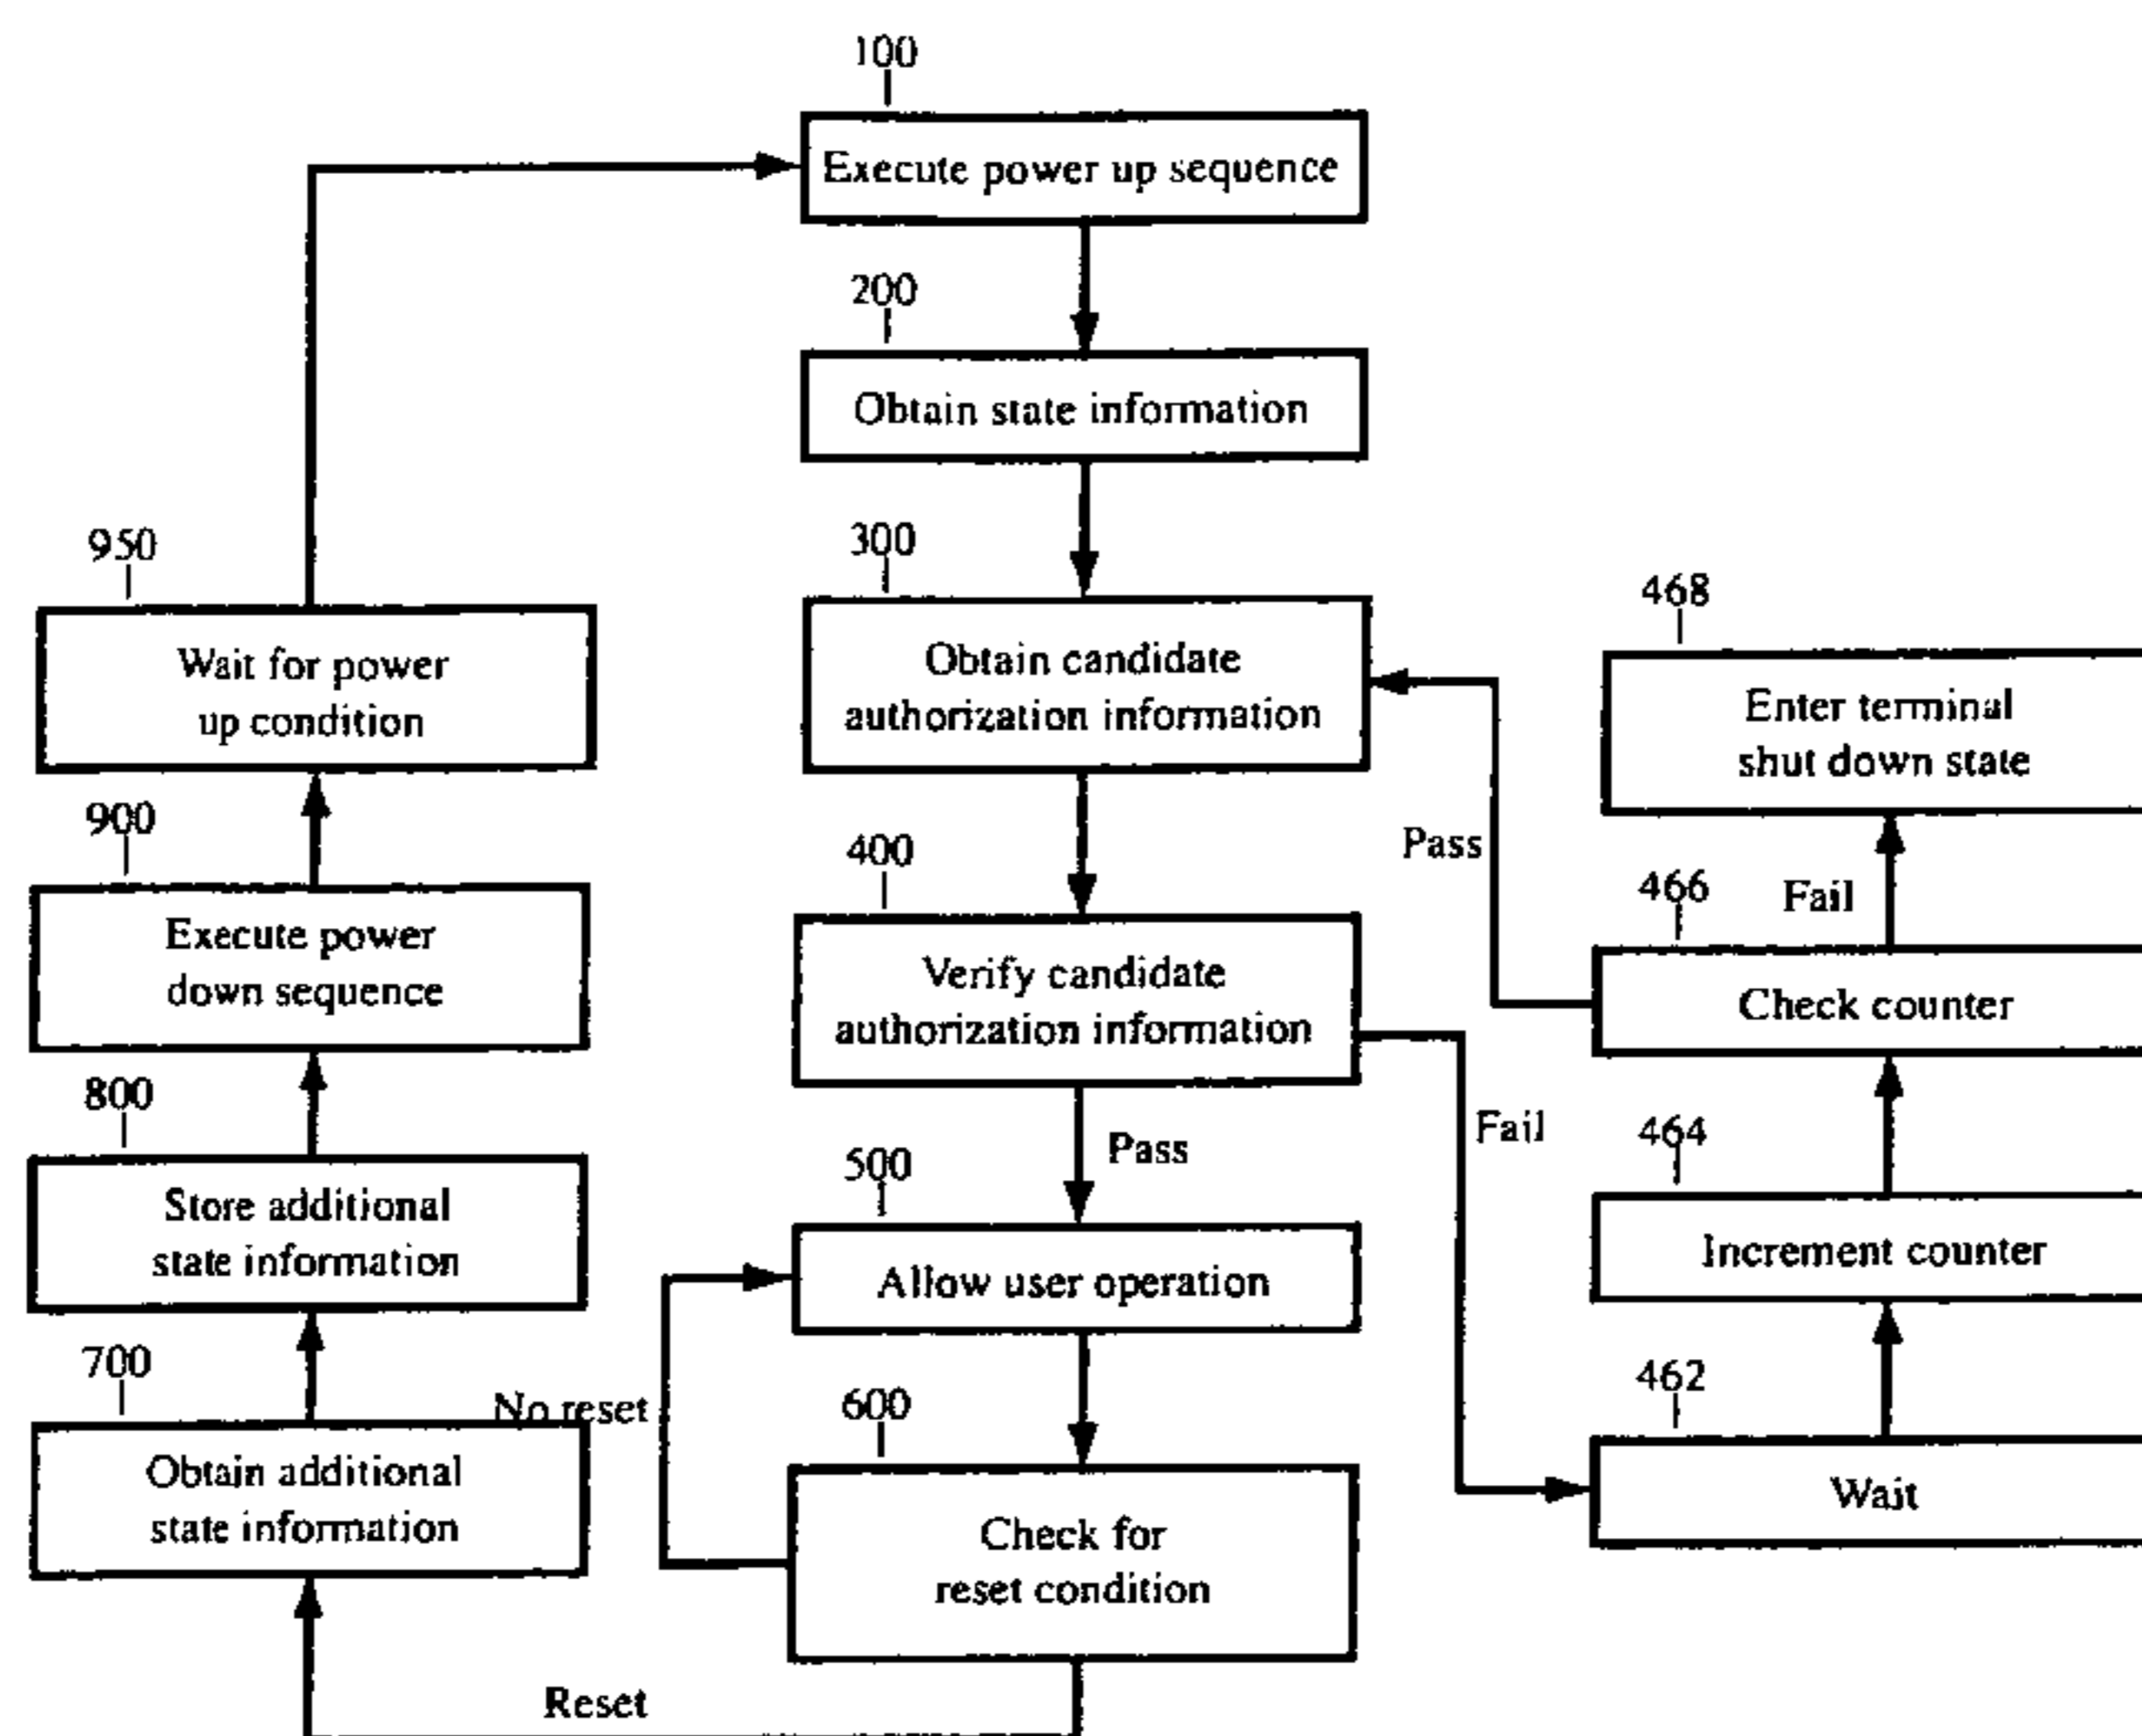 100
Execute power up sequence
200
Obtain state information
300
Obtain candidate
authorization information
400
Verify candidate
authorization information
Pass
Fail
500
Allow user operation
600
Check for
reset condition
No reset
Reset
700
Obtain additional
state information
800
Store additional
state information
900
Execute power
down sequence
950
Wait for power
up condition
462
Wait
464
Increment counter
466
Check counter
Pass
Fail
468
Enter terminal
shut down state